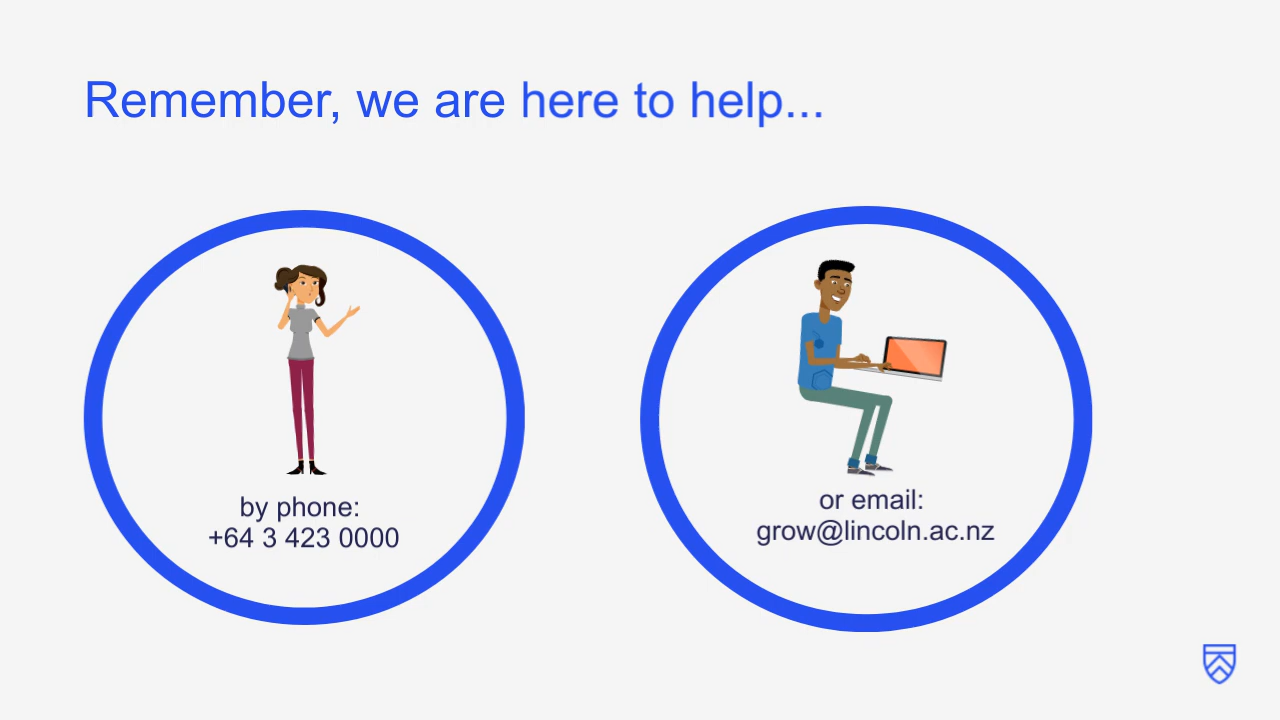 Remember, we are here to help...
by phone:
+64 3 423 0000
or email:
grow@lincoln.ac.nz